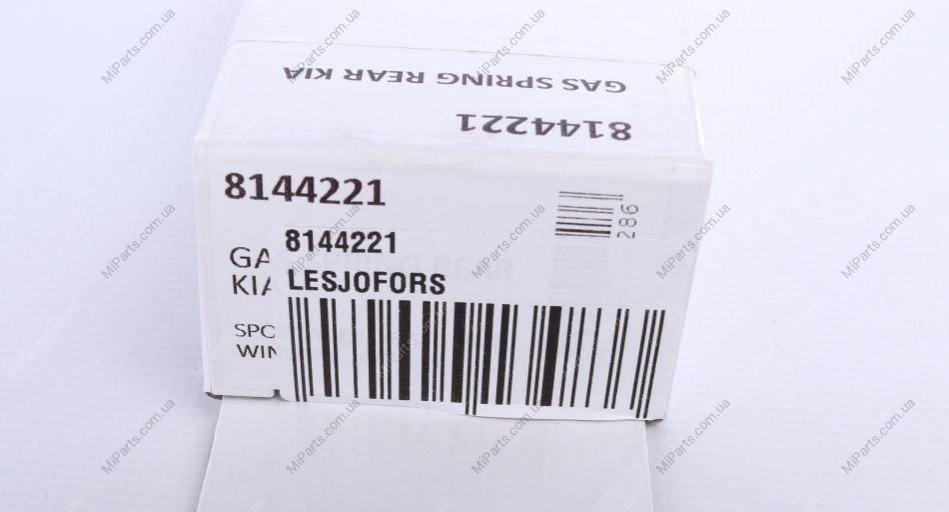 GAS SPRING REAR KIA
8144221
8144221
286
8144221
GA
LESJOFORS
KIA
SPO
WIN
MiParts.com.ua